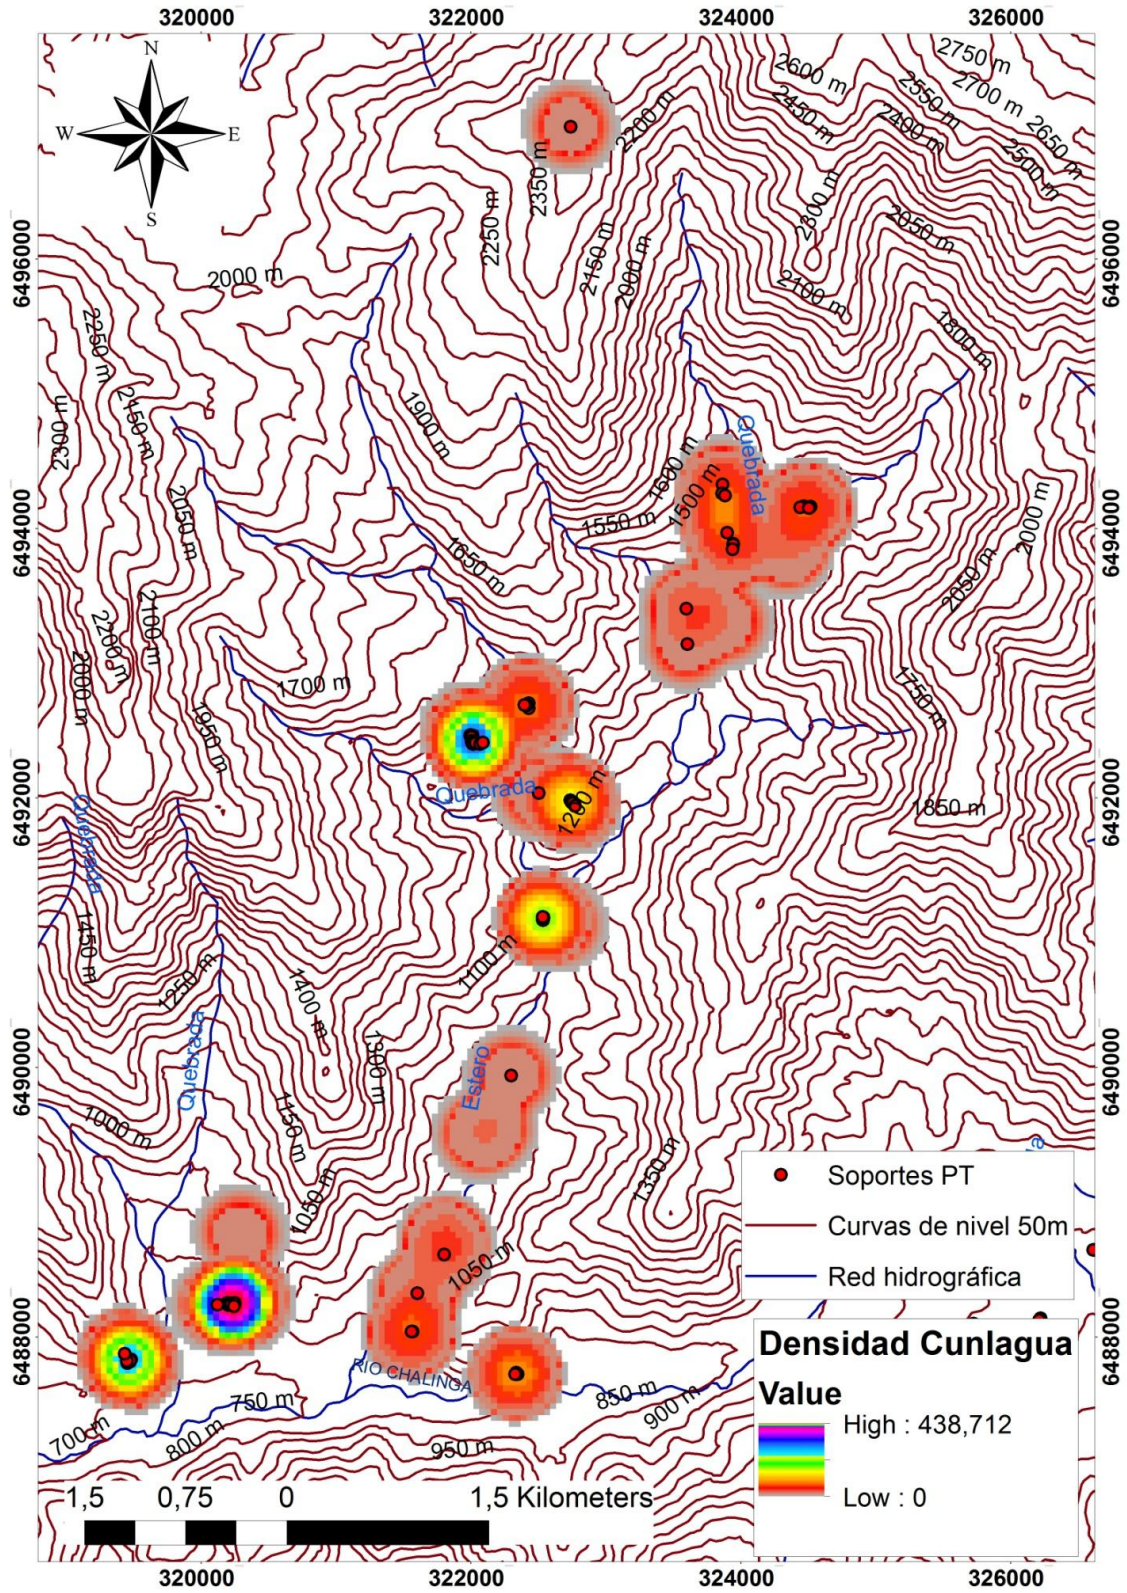 320000 322000 324000 326000
N
W E
S
2750 m
2600 m
2700 m
2550 m
2450 m
2650 m
2400 m
2200 m
2500 m
2350 m
2300 m
2250 m
2050 m
6496000 6496000
2150 m
2000 m
2000 m
2100 m
2250 m
1800 m
2150 m
1900 m
2300 m
Quebrada
1600 m
1500 m
2050 m
1550 m
6494000 6494000
2000 m
1650 m
2050 m
2100 m
2200 m
2000 m
1700 m
1750 m
1950 m
Quebrada
1200 m
1850 m
6492000 6492000
Quebrada
1450 m
1100 m
1250 m
1400 m
Quebrada
1300 m
Estero
6490000 6490000
1000 m
1150 m
1350 m
1050 m
1050 m
Soportes PT
Curvas de nivel 50m
Red hidrográfica
6488000 6488000
RIO CHALINGA
750 m
850 m
900 m
700 m
800 m
950 m
Densidad Cunlagua
Value
High : 438,712
Low : 0
1,5 0,75 0 1,5 Kilometers
320000 322000 324000 326000